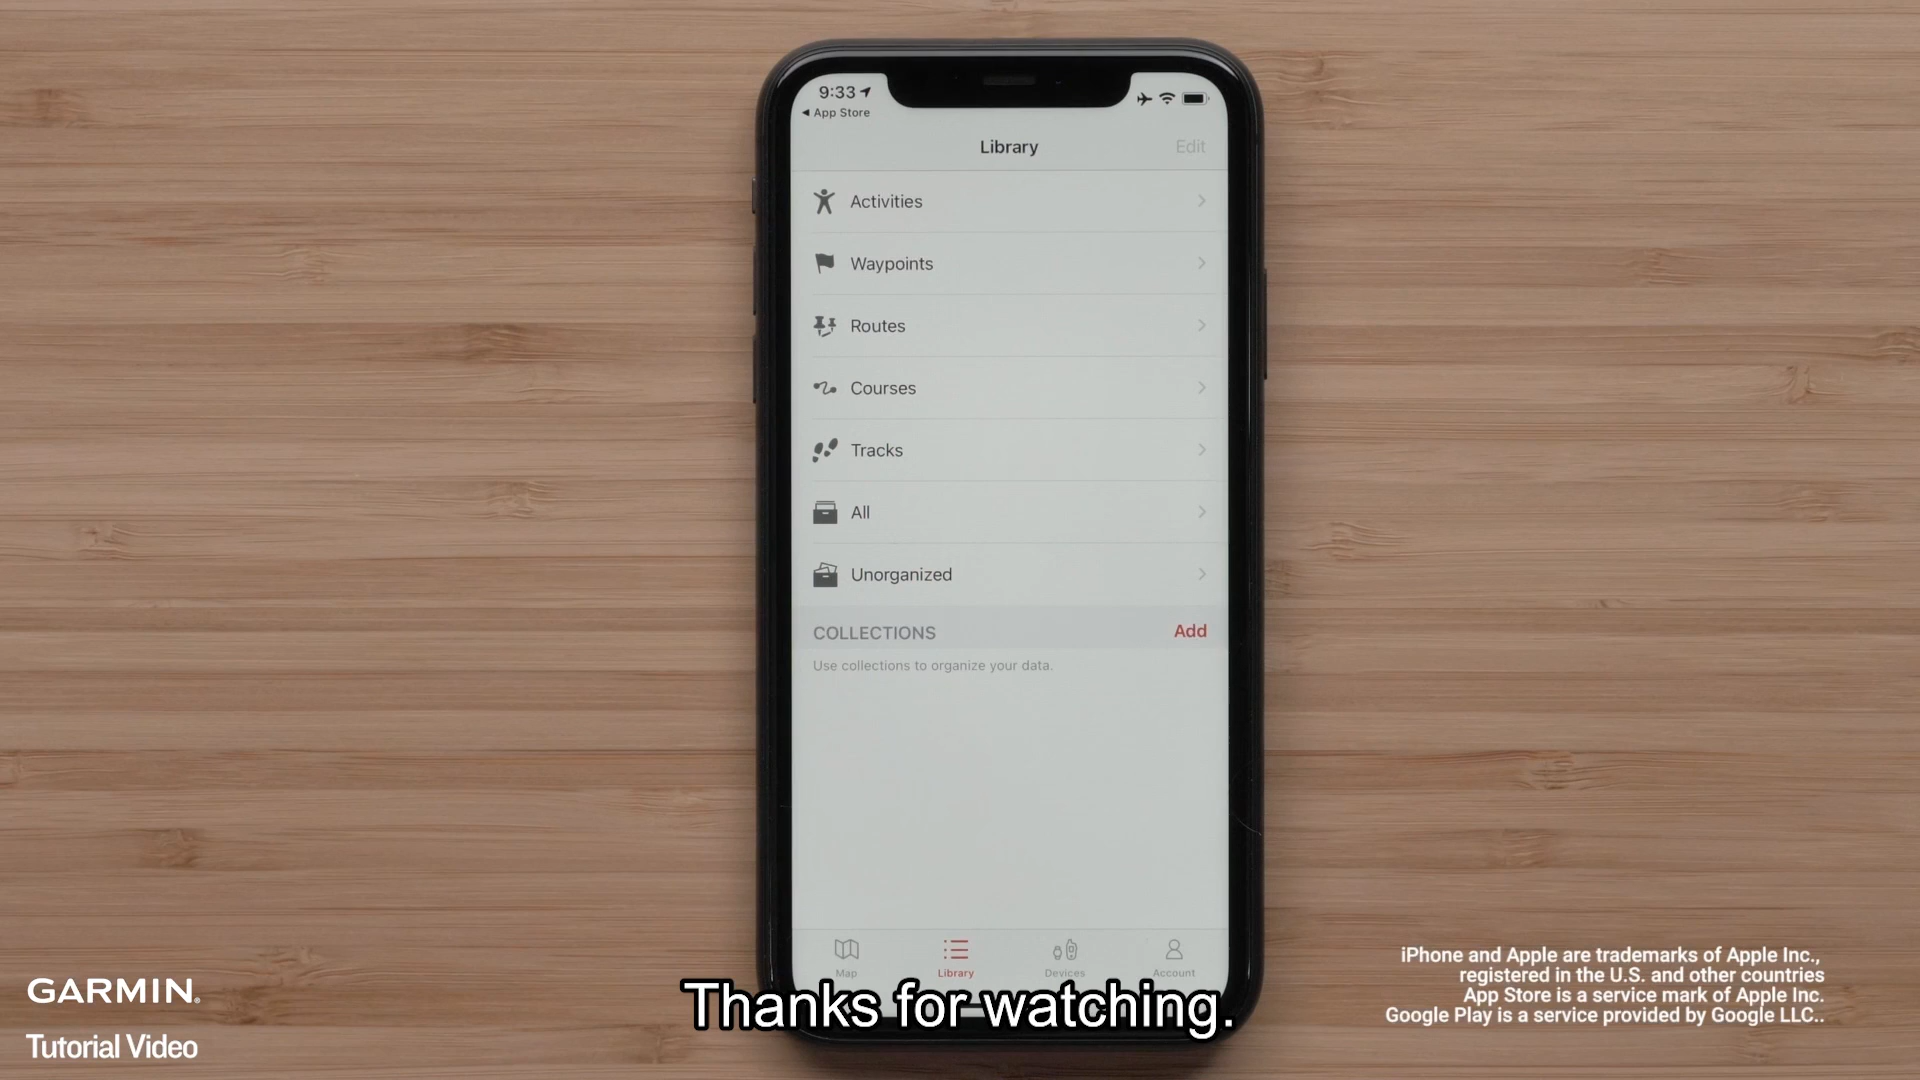 9:33
App Store
Library
Edit
Activities
Waypoints
Routes
Courses
Tracks
All
Unorganized
COLLECTIONS
Add
Use collections to organize your data.
Map
Library
Devices
Account
Thanks for watching.
GARMIN.
Tutorial Video
iPhone and Apple are trademarks of Apple Inc.,
registered in the U.S. and other countries
App Store is a service mark of Apple Inc.
Google Play is a service provided by Google LLC..